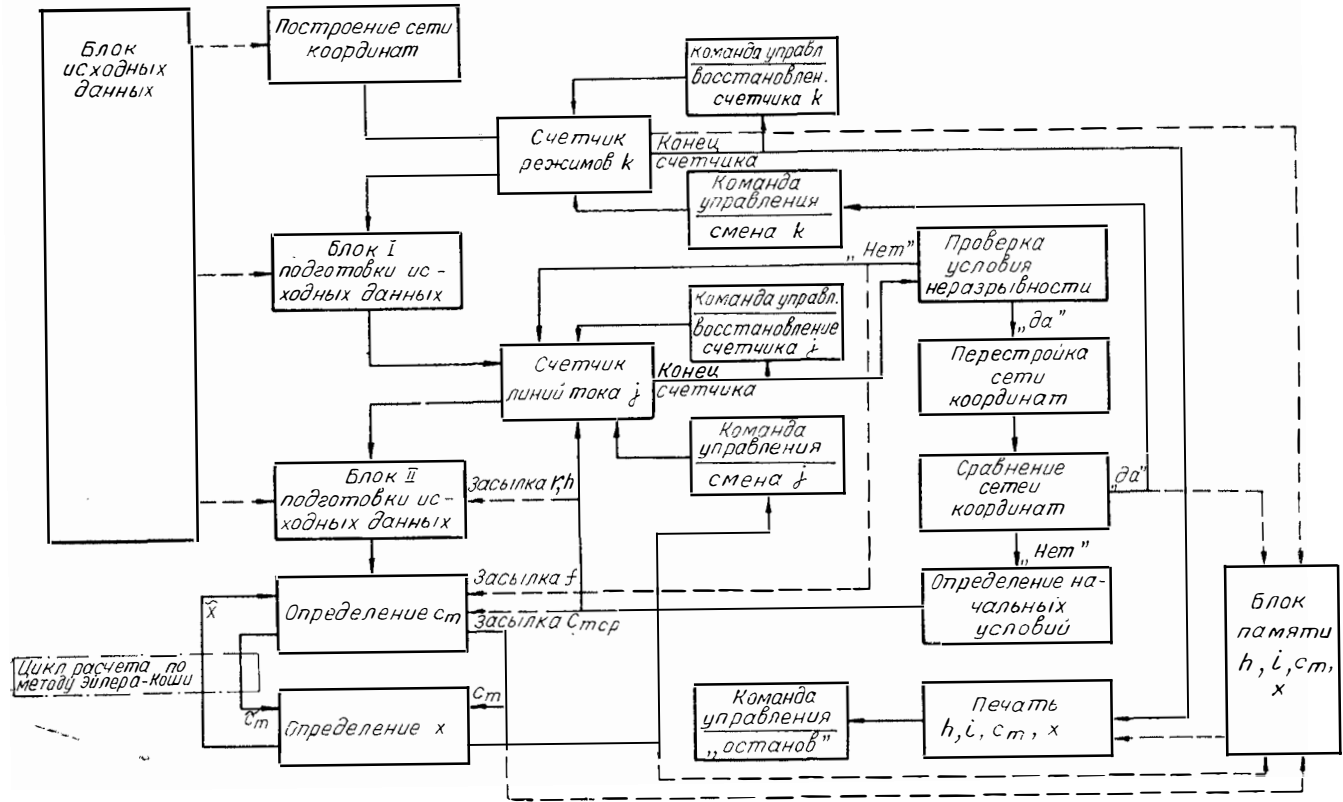 Блок
исходных
данных
Построение сети
координат
команда управл.
восстановлен.
счетчика k
Счетчик
режимов k
Конец
счетчика
Команда
управления
смена k
Блок I
подготовки ис-
ходных данных
„Нет”
Проверка
условия
неразрывности
„да”
команда управл.
восстановление
счетчика j
Счетчик
линий тока j
Конец
счетчика
Перестройка
сети
координат
Команда
управления
смена j
Сравнение
сетей
координат
„да”
„Нет”
Блок II
подготовки ис-
ходных данных
Засылка r,h
Засылка f
Засылка Cmcp
Определение cm
x̃
Определение на-
чальных
условий
Блок
памяти
h, i, cm,
x
Цикл расчета по
методу Эйлера-Коши
c̃m
cm
Определение x
Команда
управления
„останов”
Печать
h, i, cm, x